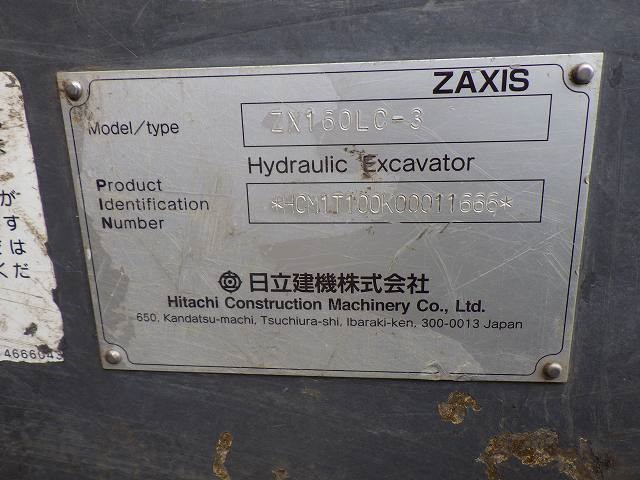 ZAXIS
Model/type ZX160LC-3
Hydraulic Excavator
Product
Identification
Number
*HCM1T100K00011666*
日立建機株式会社
Hitachi Construction Machinery Co., Ltd.
650, Kandatsu-machi, Tsuchiura-shi, Ibaraki-ken, 300-0013 Japan
が
す
は
くだ
466604